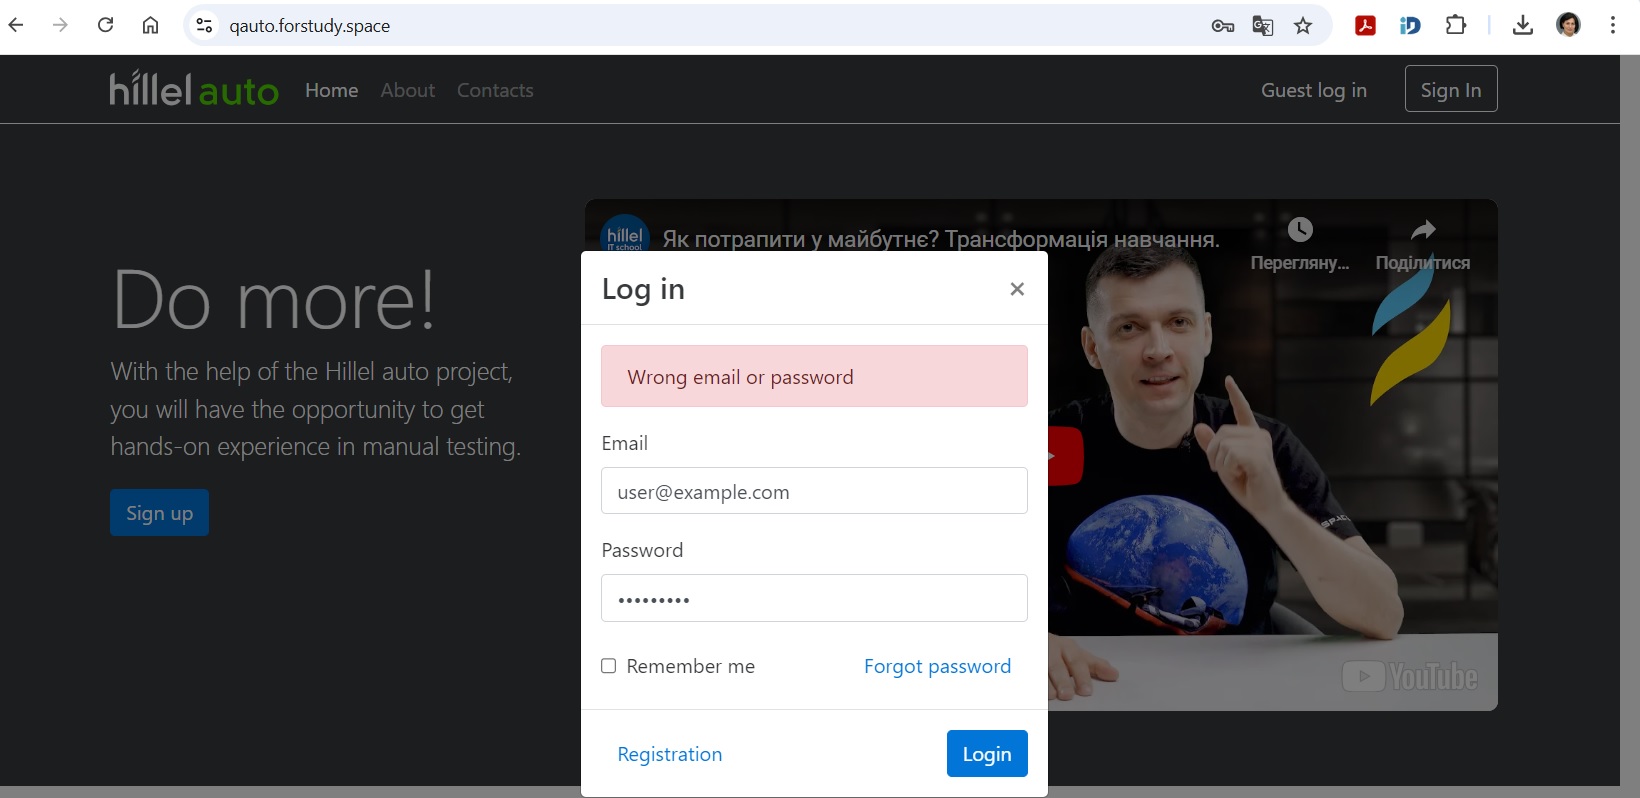 qauto.forstudy.space
hillel auto
Home
About
Contacts
Guest log in
Sign In
hillel
IT school
Як потрапити у майбутнє? Трансформація навчання.
Перегляну...
Поділитися
Do more!
With the help of the Hillel auto project,
you will have the opportunity to get
hands-on experience in manual testing.
Sign up
Log in
×
Wrong email or password
Email
user@example.com
Password
•••••••••
Remember me
Forgot password
Registration
Login
YouTube